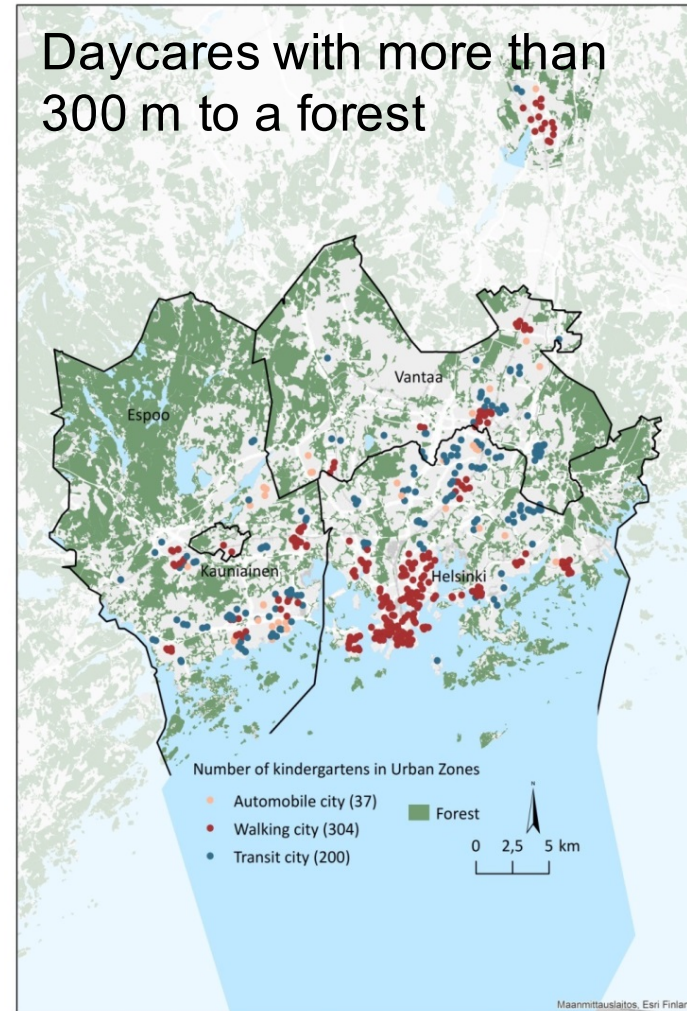 Daycares with more than
300 m to a forest
Vantaa
Espoo
Kauniainen
Helsinki
Number of kindergartens in Urban Zones
Automobile city (37)
Walking city (304)
Transit city (200)
Forest
N
0 2,5 5 km
Maanmittauslaitos, Esri Finlan